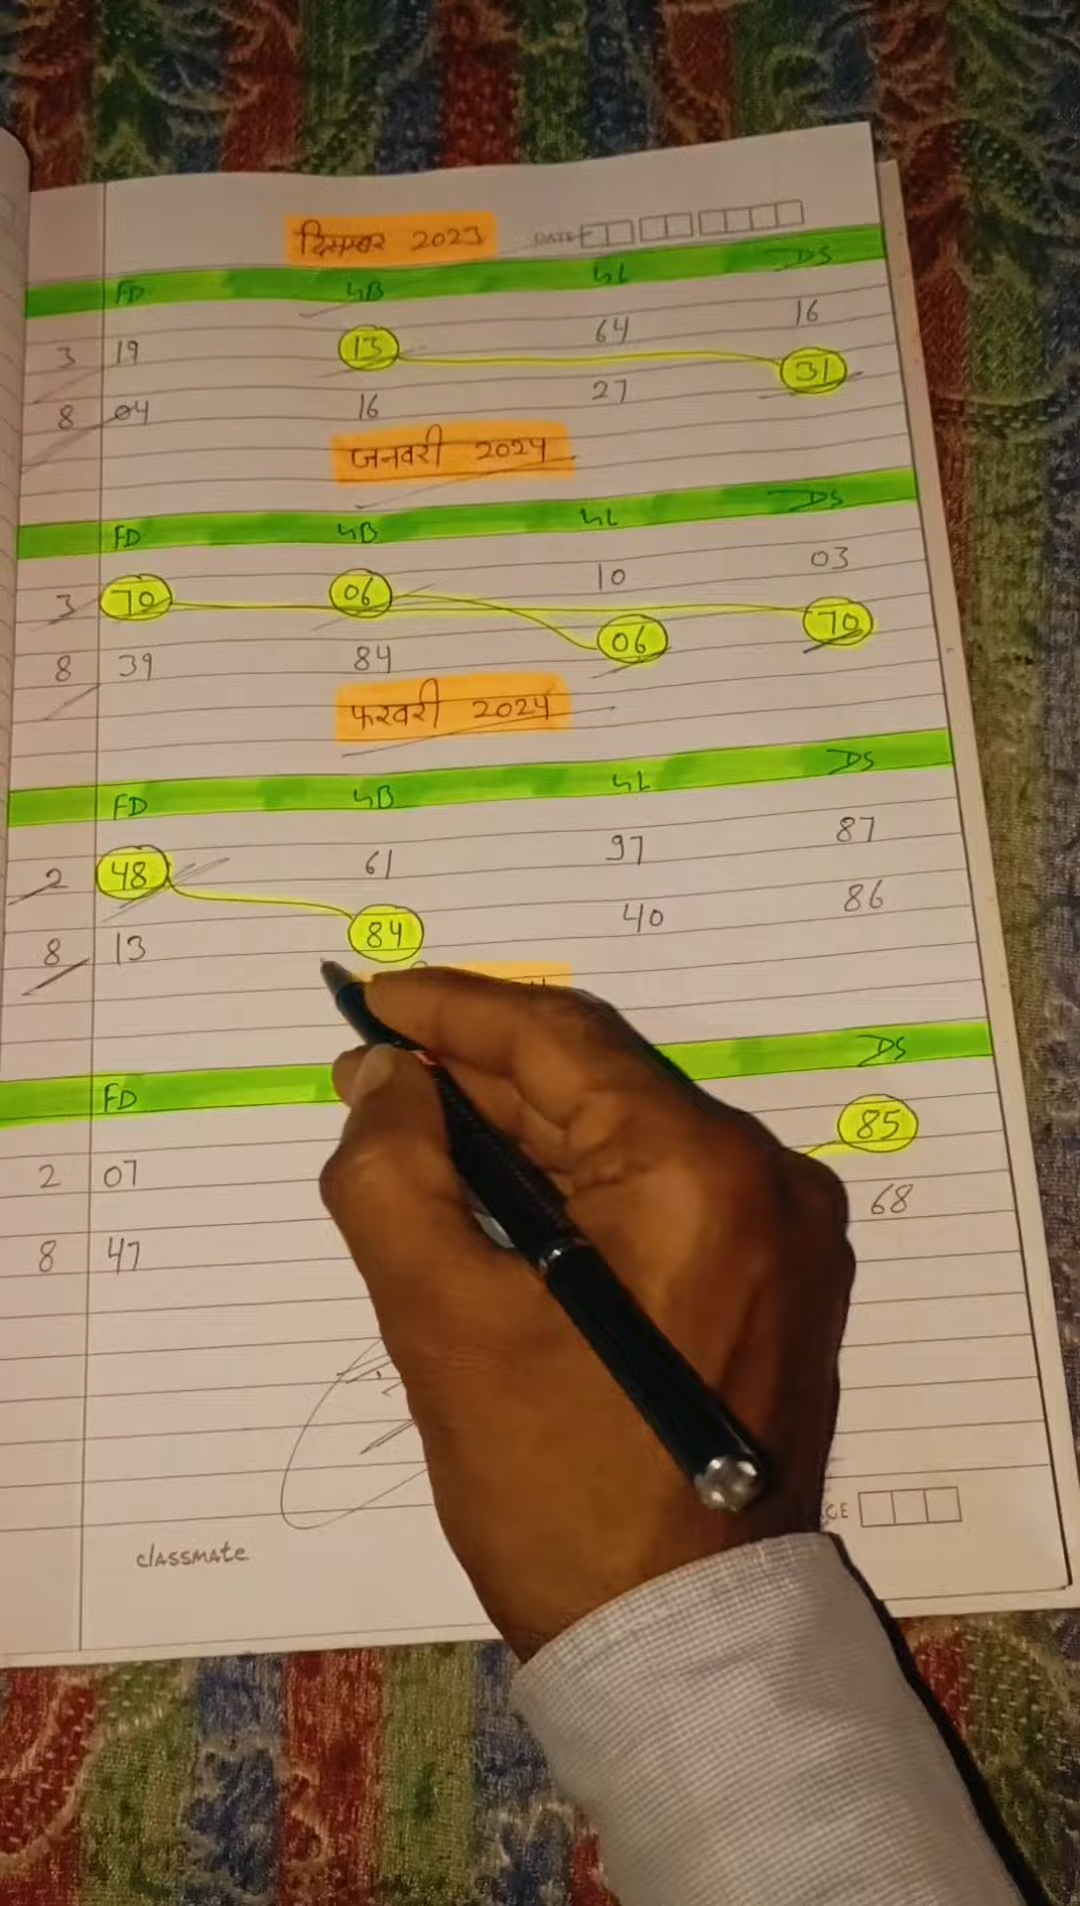 दिसम्बर 2023 DATE
FD GB GL DS
3 19 13 64 16
8 04 16 27 31
जनवरी 2024
FD GB GL DS
3 70 06 10 03
8 39 84 06 70
फरवरी 2024
FD GB GL DS
2 48 61 97 87
8 13 84 40 86
FD DS
2 07 85
8 47 68
classmate